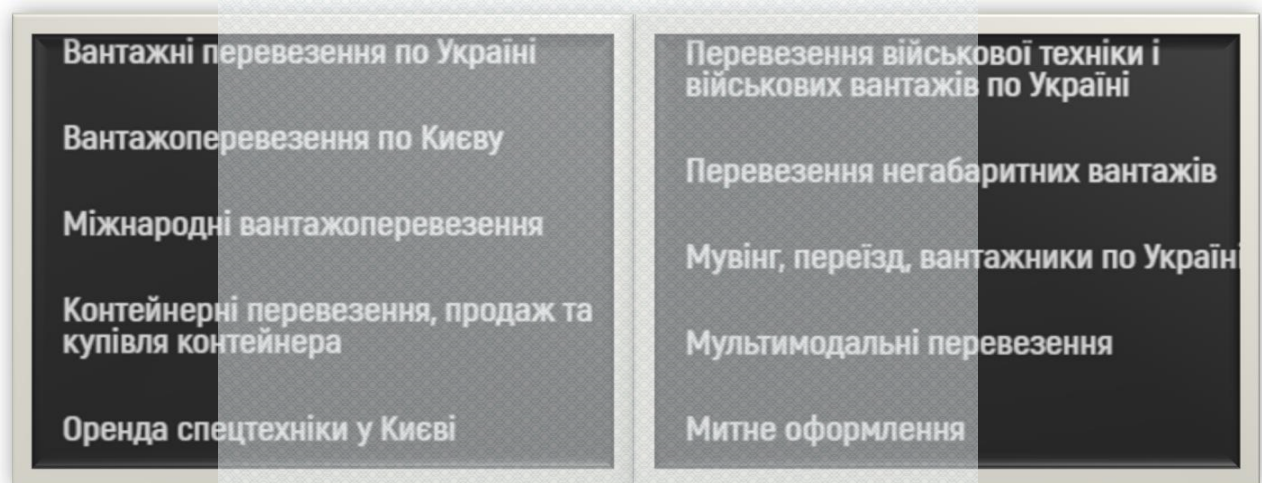 Вантажні перевезення по Україні
Вантажоперевезення по Києву
Міжнародні вантажоперевезення
Контейнерні перевезення, продаж та
купівля контейнера
Оренда спецтехніки у Києві
Перевезення військової техніки і
військових вантажів по Україні
Перевезення негабаритних вантажів
Мувінг, переїзд, вантажники по Україні
Мультимодальні перевезення
Митне оформлення